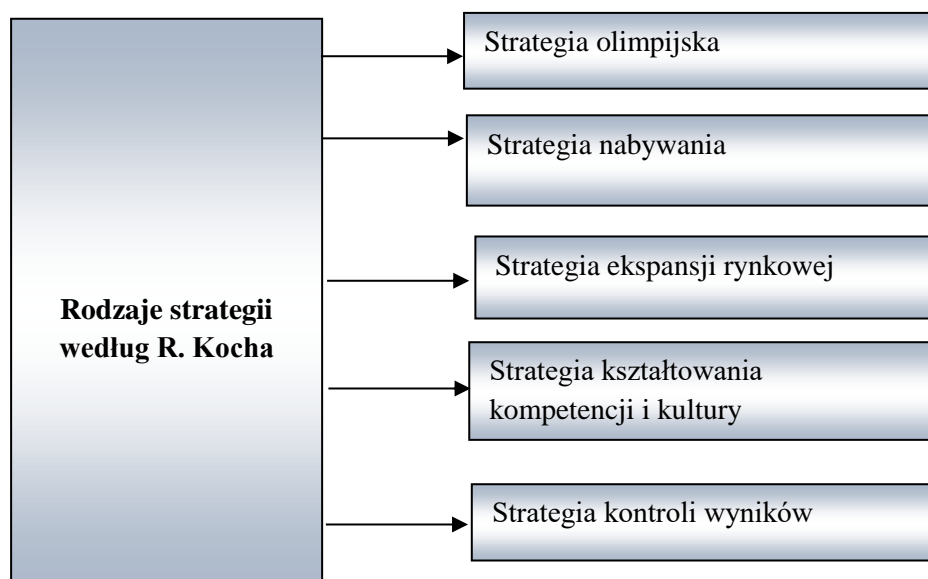 Rodzaje strategii
według R. Kocha
Strategia olimpijska
Strategia nabywania
Strategia ekspansji rynkowej
Strategia kształtowania
kompetencji i kultury
Strategia kontroli wyników